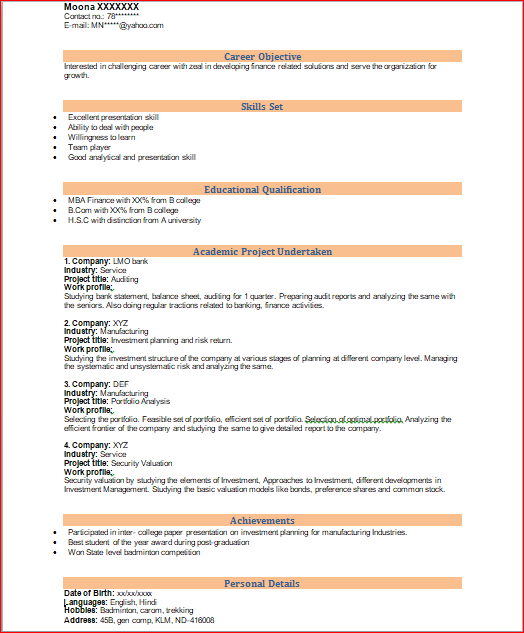 Moona XXXXXXX
Contact no.: 78********
E-mail: MN*****@yahoo.com
Career Objective
Interested in challenging career with zeal in developing finance related solutions and serve the organization for
growth.
Skills Set
• Excellent presentation skill
• Ability to deal with people
• Willingness to learn
• Team player
• Good analytical and presentation skill
Educational Qualification
• MBA Finance with XX% from B college
• B.Com with XX% from B college
• H.S.C with distinction from A university
Academic Project Undertaken
1. Company: LMO bank
Industry: Service
Project title: Auditing
Work profile:
Studying bank statement, balance sheet, auditing for 1 quarter. Preparing audit reports and analyzing the same with
the seniors. Also doing regular tractions related to banking, finance activities.
2. Company: XYZ
Industry: Manufacturing
Project title: Investment planning and risk return.
Work profile:
Studying the investment structure of the company at various stages of planning at different company level. Managing
the systematic and unsystematic risk and analyzing the same.
3. Company: DEF
Industry: Manufacturing
Project title: Portfolio Analysis
Work profile:
Selecting the portfolio. Feasible set of portfolio, efficient set of portfolio. Selection of optimal portfolio. Analyzing the
efficient frontier of the company and studying the same to give detailed report to the company.
4. Company: XYZ
Industry: Service
Project title: Security Valuation
Work profile:
Security valuation by studying the elements of Investment, Approaches to Investment, different developments in
Investment Management. Studying the basic valuation models like bonds, preference shares and common stock.
Achievements
• Participated in inter- college paper presentation on investment planning for manufacturing Industries.
• Best student of the year award during post-graduation
• Won State level badminton competition
Personal Details
Date of Birth: xx/xx/xxxx
Languages: English, Hindi
Hobbies: Badminton, carom, trekking
Address: 45B, gen comp, KLM, ND-416008